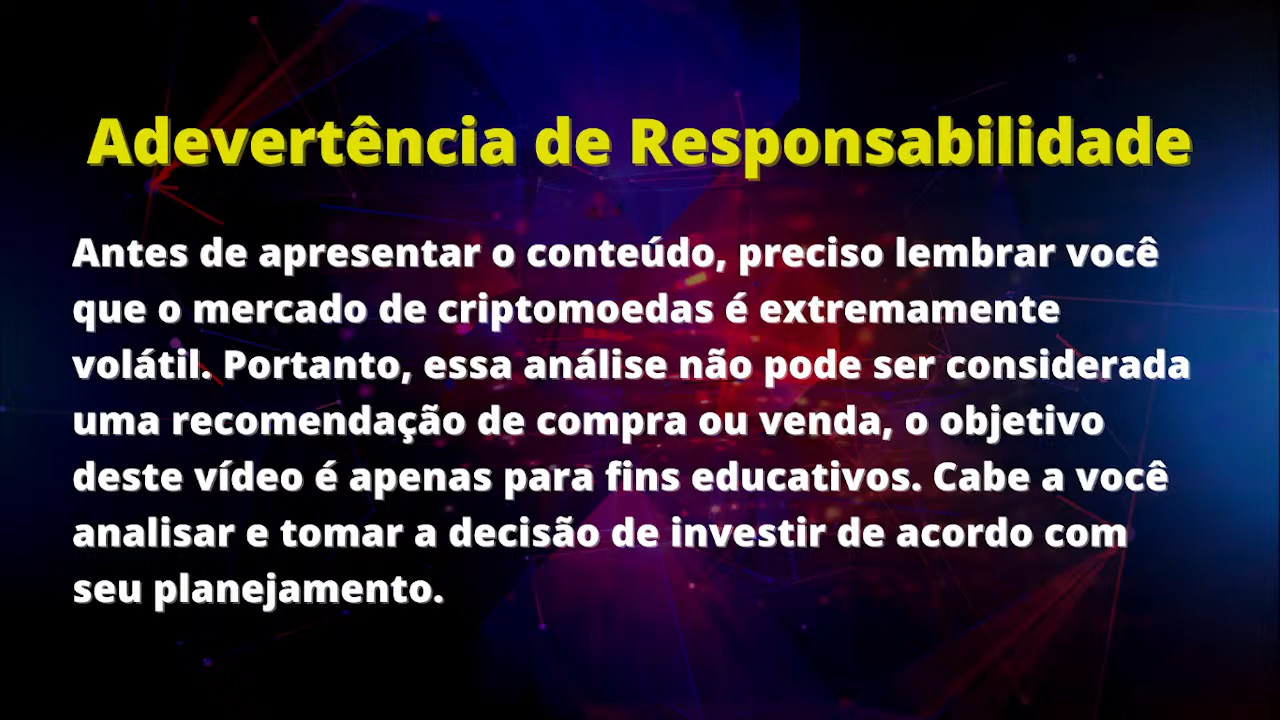 Adevertência de Responsabilidade
Antes de apresentar o conteúdo, preciso lembrar você
que o mercado de criptomoedas é extremamente
volátil. Portanto, essa análise não pode ser considerada
uma recomendação de compra ou venda, o objetivo
deste vídeo é apenas para fins educativos. Cabe a você
analisar e tomar a decisão de investir de acordo com
seu planejamento.